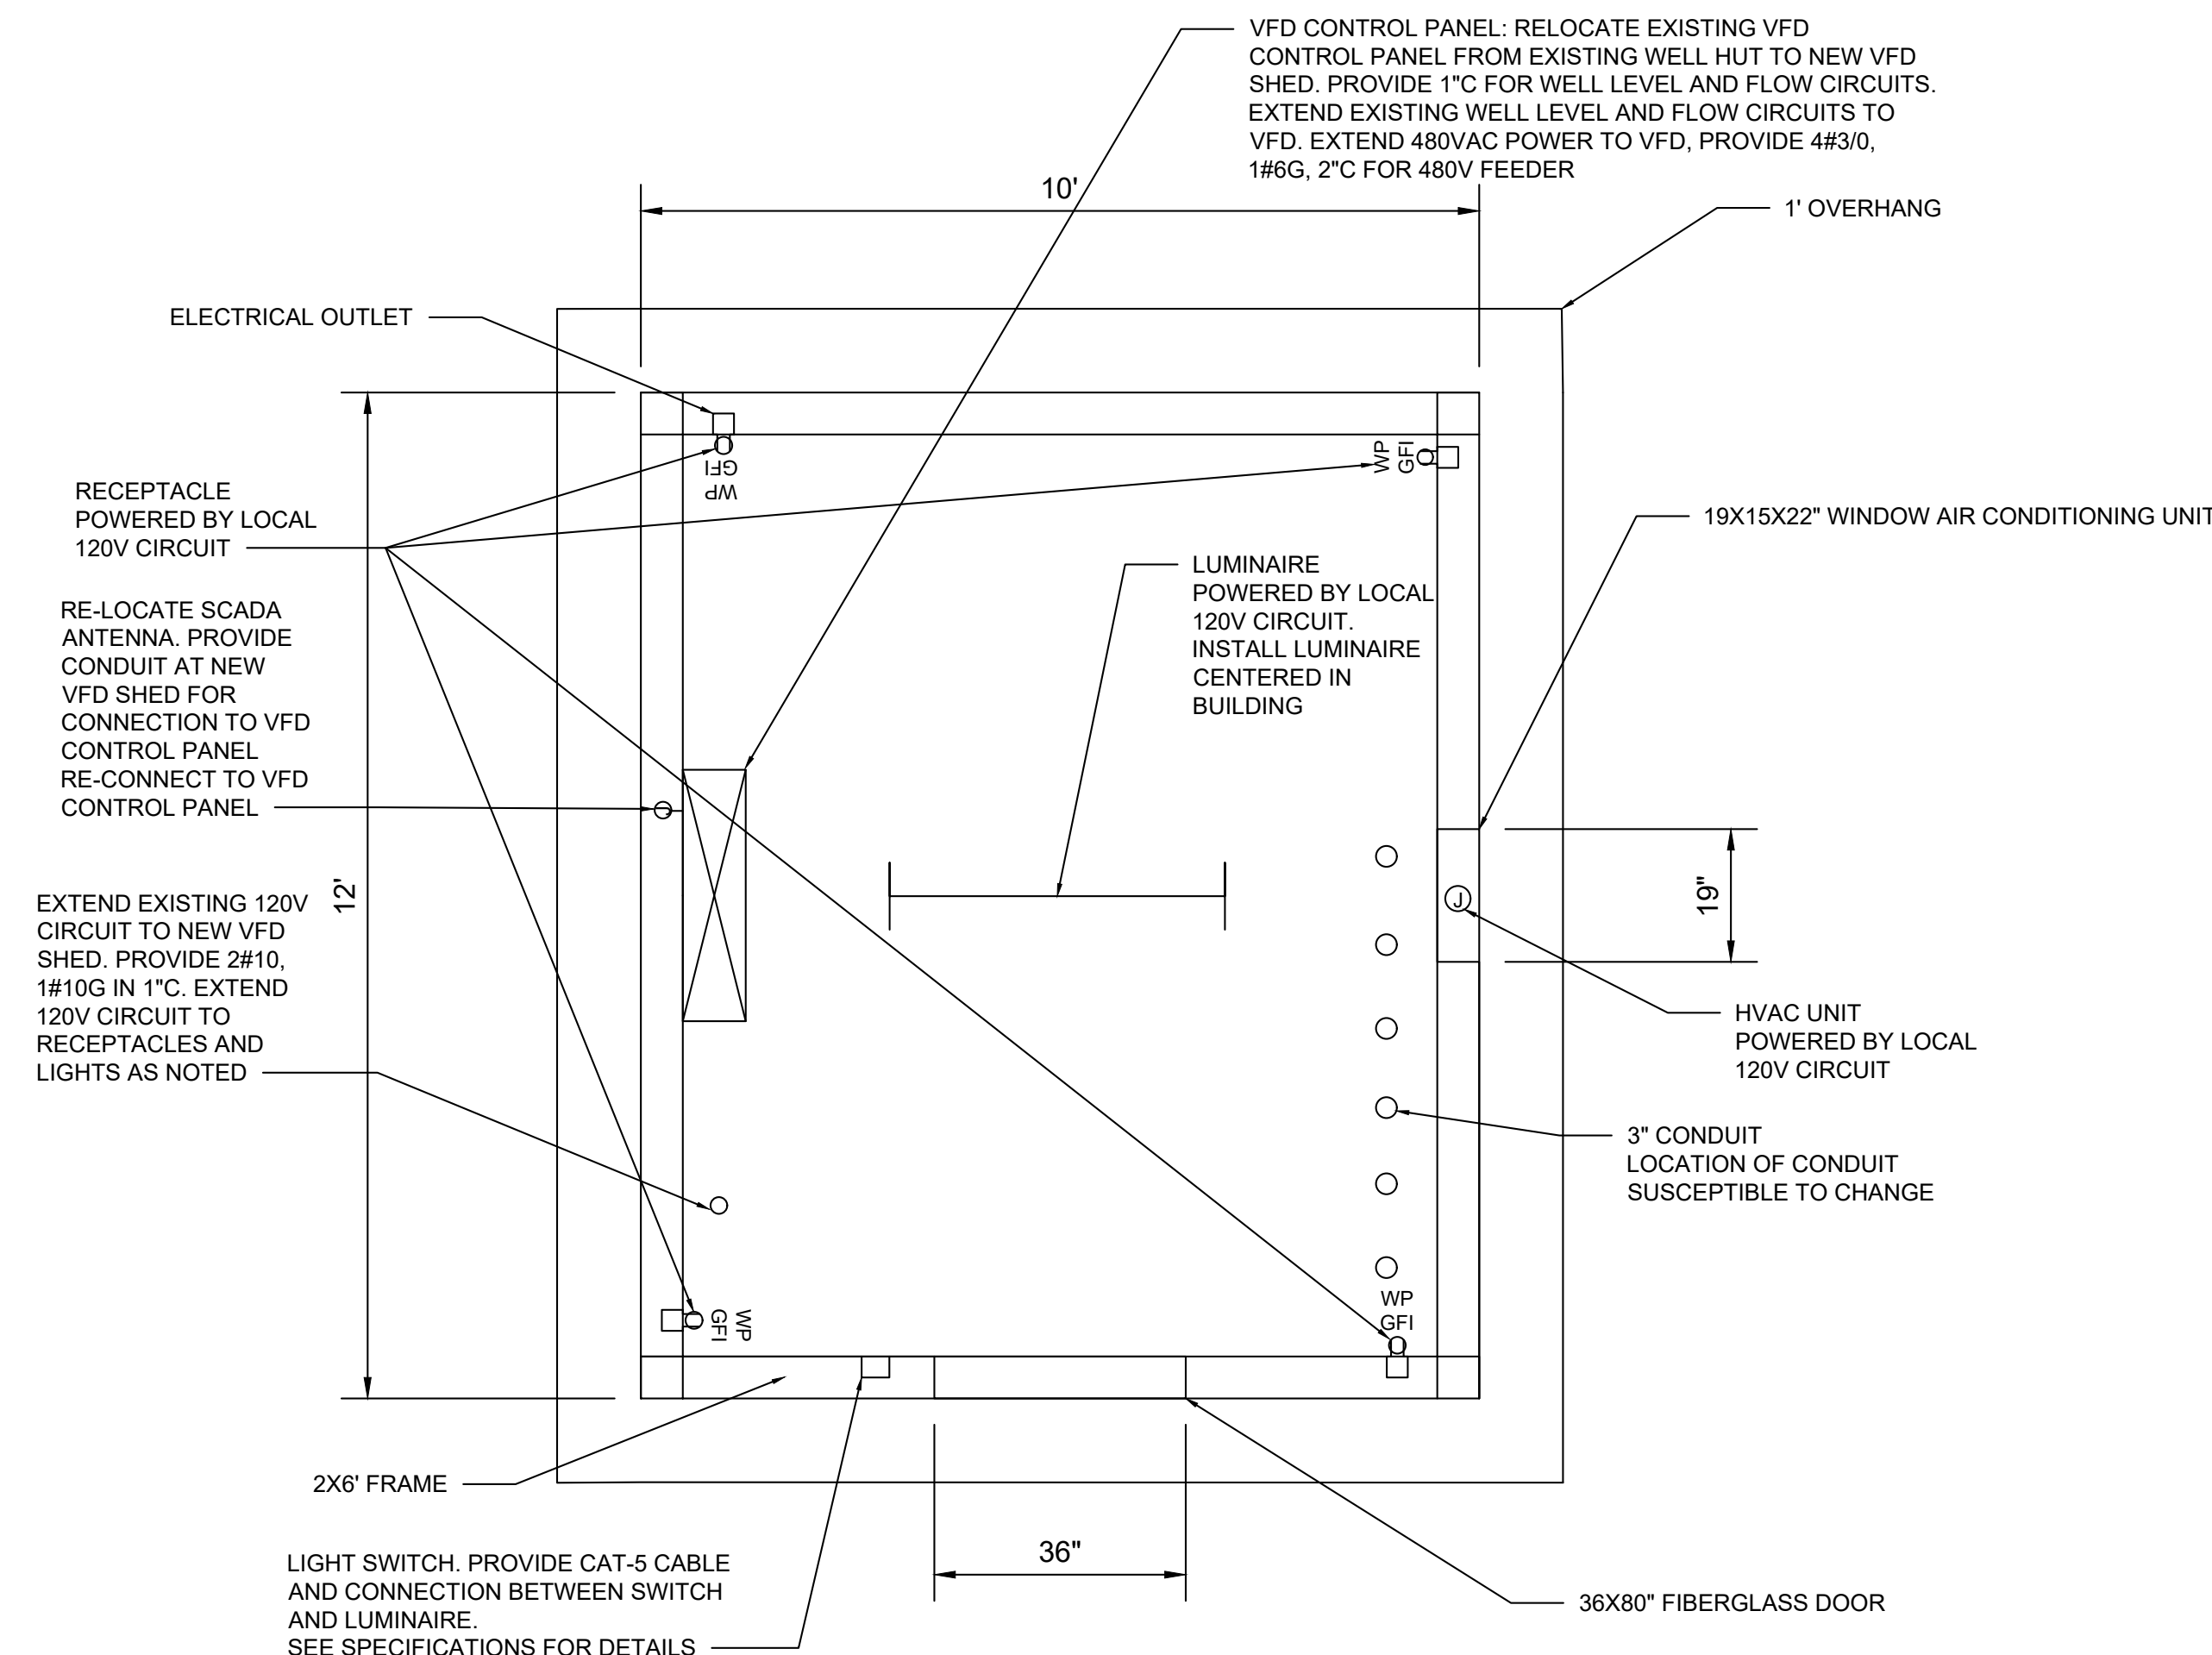 VFD CONTROL PANEL: RELOCATE EXISTING VFD
CONTROL PANEL FROM EXISTING WELL HUT TO NEW VFD
SHED. PROVIDE 1"C FOR WELL LEVEL AND FLOW CIRCUITS.
EXTEND EXISTING WELL LEVEL AND FLOW CIRCUITS TO
VFD. EXTEND 480VAC POWER TO VFD, PROVIDE 4#3/0,
1#6G, 2"C FOR 480V FEEDER
10'
1' OVERHANG
ELECTRICAL OUTLET
GFI
WP
WP
GFI
RECEPTACLE
POWERED BY LOCAL
120V CIRCUIT
19X15X22" WINDOW AIR CONDITIONING UNIT
LUMINAIRE
POWERED BY LOCAL
120V CIRCUIT.
INSTALL LUMINAIRE
CENTERED IN
BUILDING
RE-LOCATE SCADA
ANTENNA. PROVIDE
CONDUIT AT NEW
VFD SHED FOR
CONNECTION TO VFD
CONTROL PANEL
RE-CONNECT TO VFD
CONTROL PANEL
J
12'
19"
J
EXTEND EXISTING 120V
CIRCUIT TO NEW VFD
SHED. PROVIDE 2#10,
1#10G IN 1"C. EXTEND
120V CIRCUIT TO
RECEPTACLES AND
LIGHTS AS NOTED
HVAC UNIT
POWERED BY LOCAL
120V CIRCUIT
3" CONDUIT
LOCATION OF CONDUIT
SUSCEPTIBLE TO CHANGE
WP
GFI
WP
GFI
2X6' FRAME
36"
LIGHT SWITCH. PROVIDE CAT-5 CABLE
AND CONNECTION BETWEEN SWITCH
AND LUMINAIRE.
SEE SPECIFICATIONS FOR DETAILS
36X80" FIBERGLASS DOOR